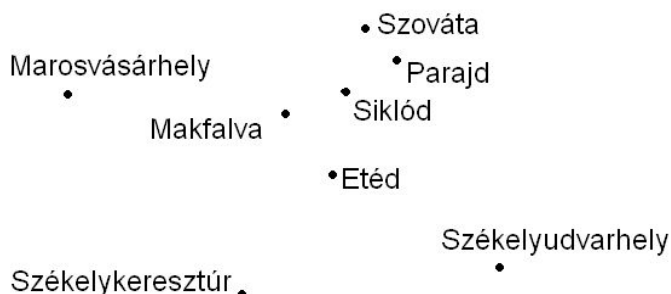 Szováta
Marosvásárhely
Parajd
Siklód
Makfalva
Etéd
Székelyudvarhely
Székelykeresztúr